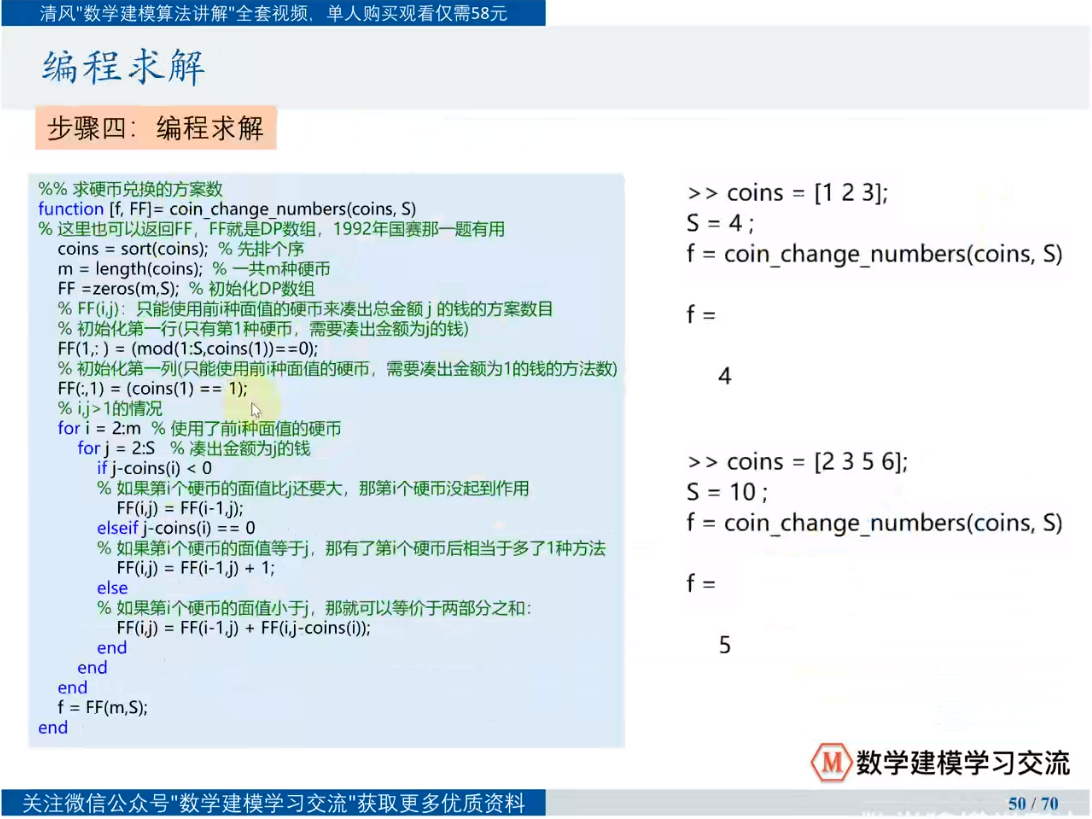 清风"数学建模算法讲解"全套视频，单人购买观看仅需58元
编程求解
步骤四：编程求解
%% 求硬币兑换的方案数
function [f, FF]= coin_change_numbers(coins, S)
% 这里也可以返回FF，FF就是DP数组，1992年国赛那一题有用
coins = sort(coins); % 先排个序
m = length(coins); % 一共m种硬币
FF =zeros(m,S); % 初始化DP数组
% FF(i,j)：只能使用前i种面值的硬币来凑出总金额 j 的钱的方案数目
% 初始化第一行(只有第1种硬币，需要凑出金额为j的钱)
FF(1,: ) = (mod(1:S,coins(1))==0);
% 初始化第一列(只能使用前i种面值的硬币，需要凑出金额为1的钱的方法数)
FF(:,1) = (coins(1) == 1);
% i,j>1的情况
for i = 2:m % 使用了前i种面值的硬币
for j = 2:S % 凑出金额为j的钱
if j-coins(i) < 0
% 如果第i个硬币的面值比j还要大，那第i个硬币没起到作用
FF(i,j) = FF(i-1,j);
elseif j-coins(i) == 0
% 如果第i个硬币的面值等于j，那有了第i个硬币后相当于多了1种方法
FF(i,j) = FF(i-1,j) + 1;
else
% 如果第i个硬币的面值小于j，那就可以等价于两部分之和：
FF(i,j) = FF(i-1,j) + FF(i,j-coins(i));
end
end
end
f = FF(m,S);
end
>> coins = [1 2 3];
S = 4 ;
f = coin_change_numbers(coins, S)
f =
4
>> coins = [2 3 5 6];
S = 10 ;
f = coin_change_numbers(coins, S)
f =
5
M 数学建模学习交流
关注微信公众号"数学建模学习交流"获取更多优质资料
50 / 70